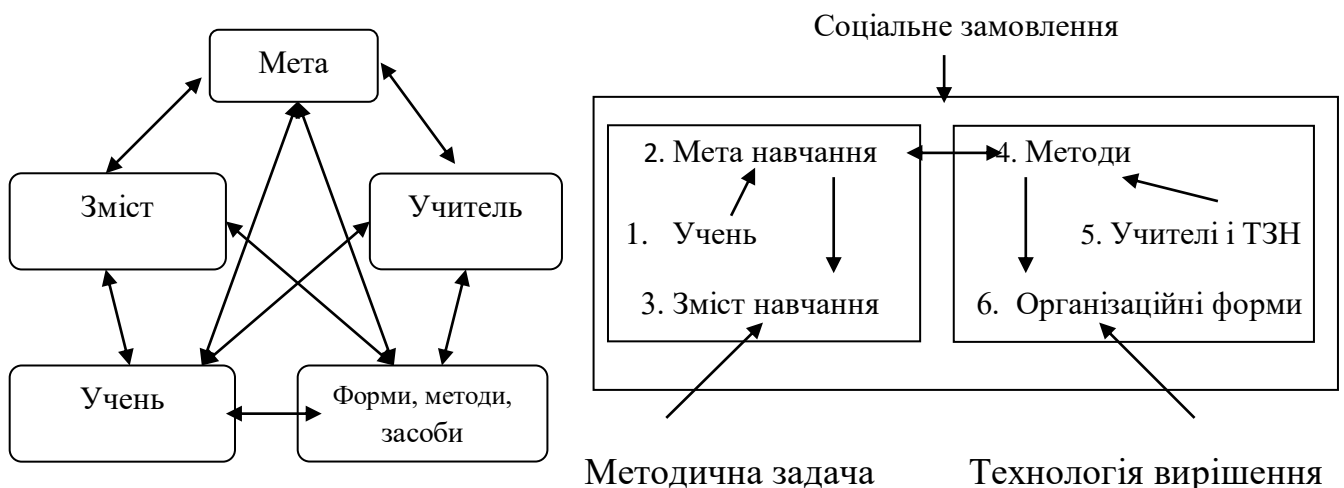 Мета
Зміст
Учитель
Учень
Форми, методи,
засоби
Соціальне замовлення
2. Мета навчання
4. Методи
1. Учень
5. Учителі і ТЗН
3. Зміст навчання
6. Організаційні форми
Методична задача
Технологія вирішення